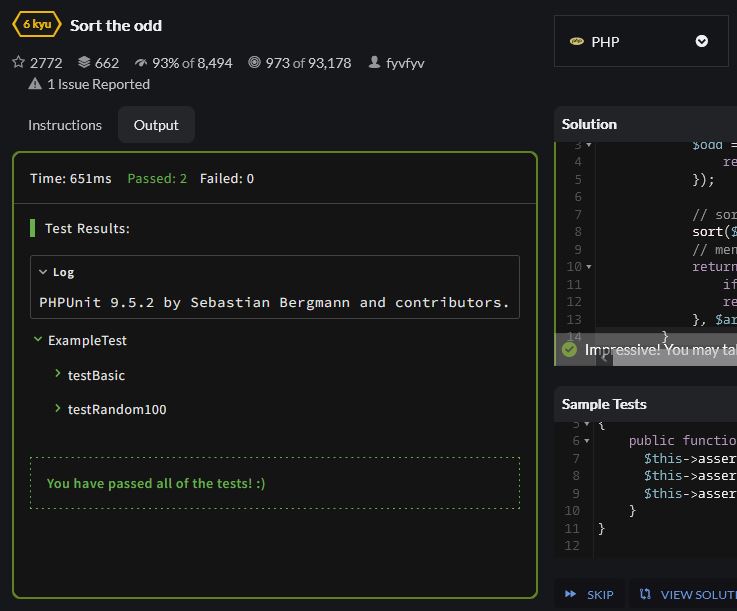 6 kyu Sort the odd
2772 662 93% of 8,494 973 of 93,178 fyvfyv
1 Issue Reported
Instructions Output
Time: 651ms Passed: 2 Failed: 0
Test Results:
Log
PHPUnit 9.5.2 by Sebastian Bergmann and contributors.
ExampleTest
testBasic
testRandom100
You have passed all of the tests! :)
php PHP
Solution
3 $odd =
4 re
5 });
6
7 // sor
8 sort($
9 // men
10 return
11 if
12 re
13 }, $ar
14 }
Impressive! You may tal
Sample Tests
5 {
6 public functio
7 $this->asser
8 $this->asser
9 $this->asser
10 }
11 }
12
SKIP VIEW SOLUTI